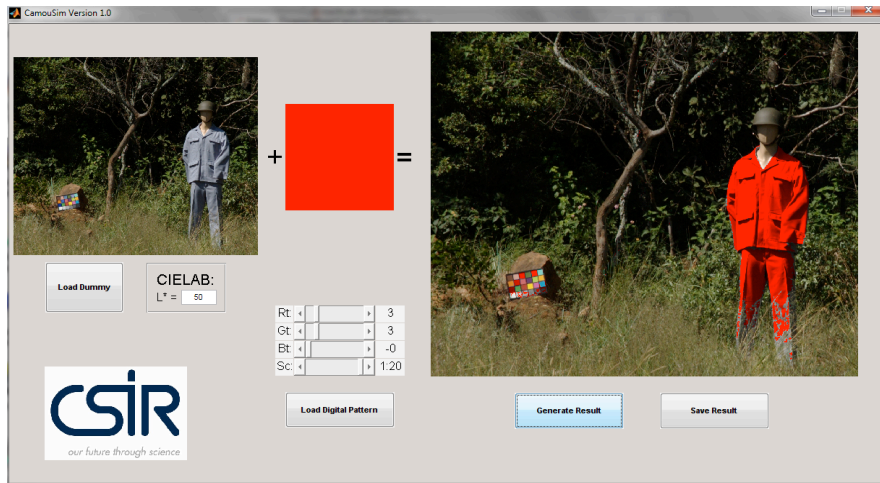 CamouSim Version 1.0
+
=
Load Dummy
CIELAB:
L* = 50
Rt: 3
Gt: 3
Bt: -0
Sc: 1:20
Load Digital Pattern
Generate Result
Save Result
CSIR
our future through science